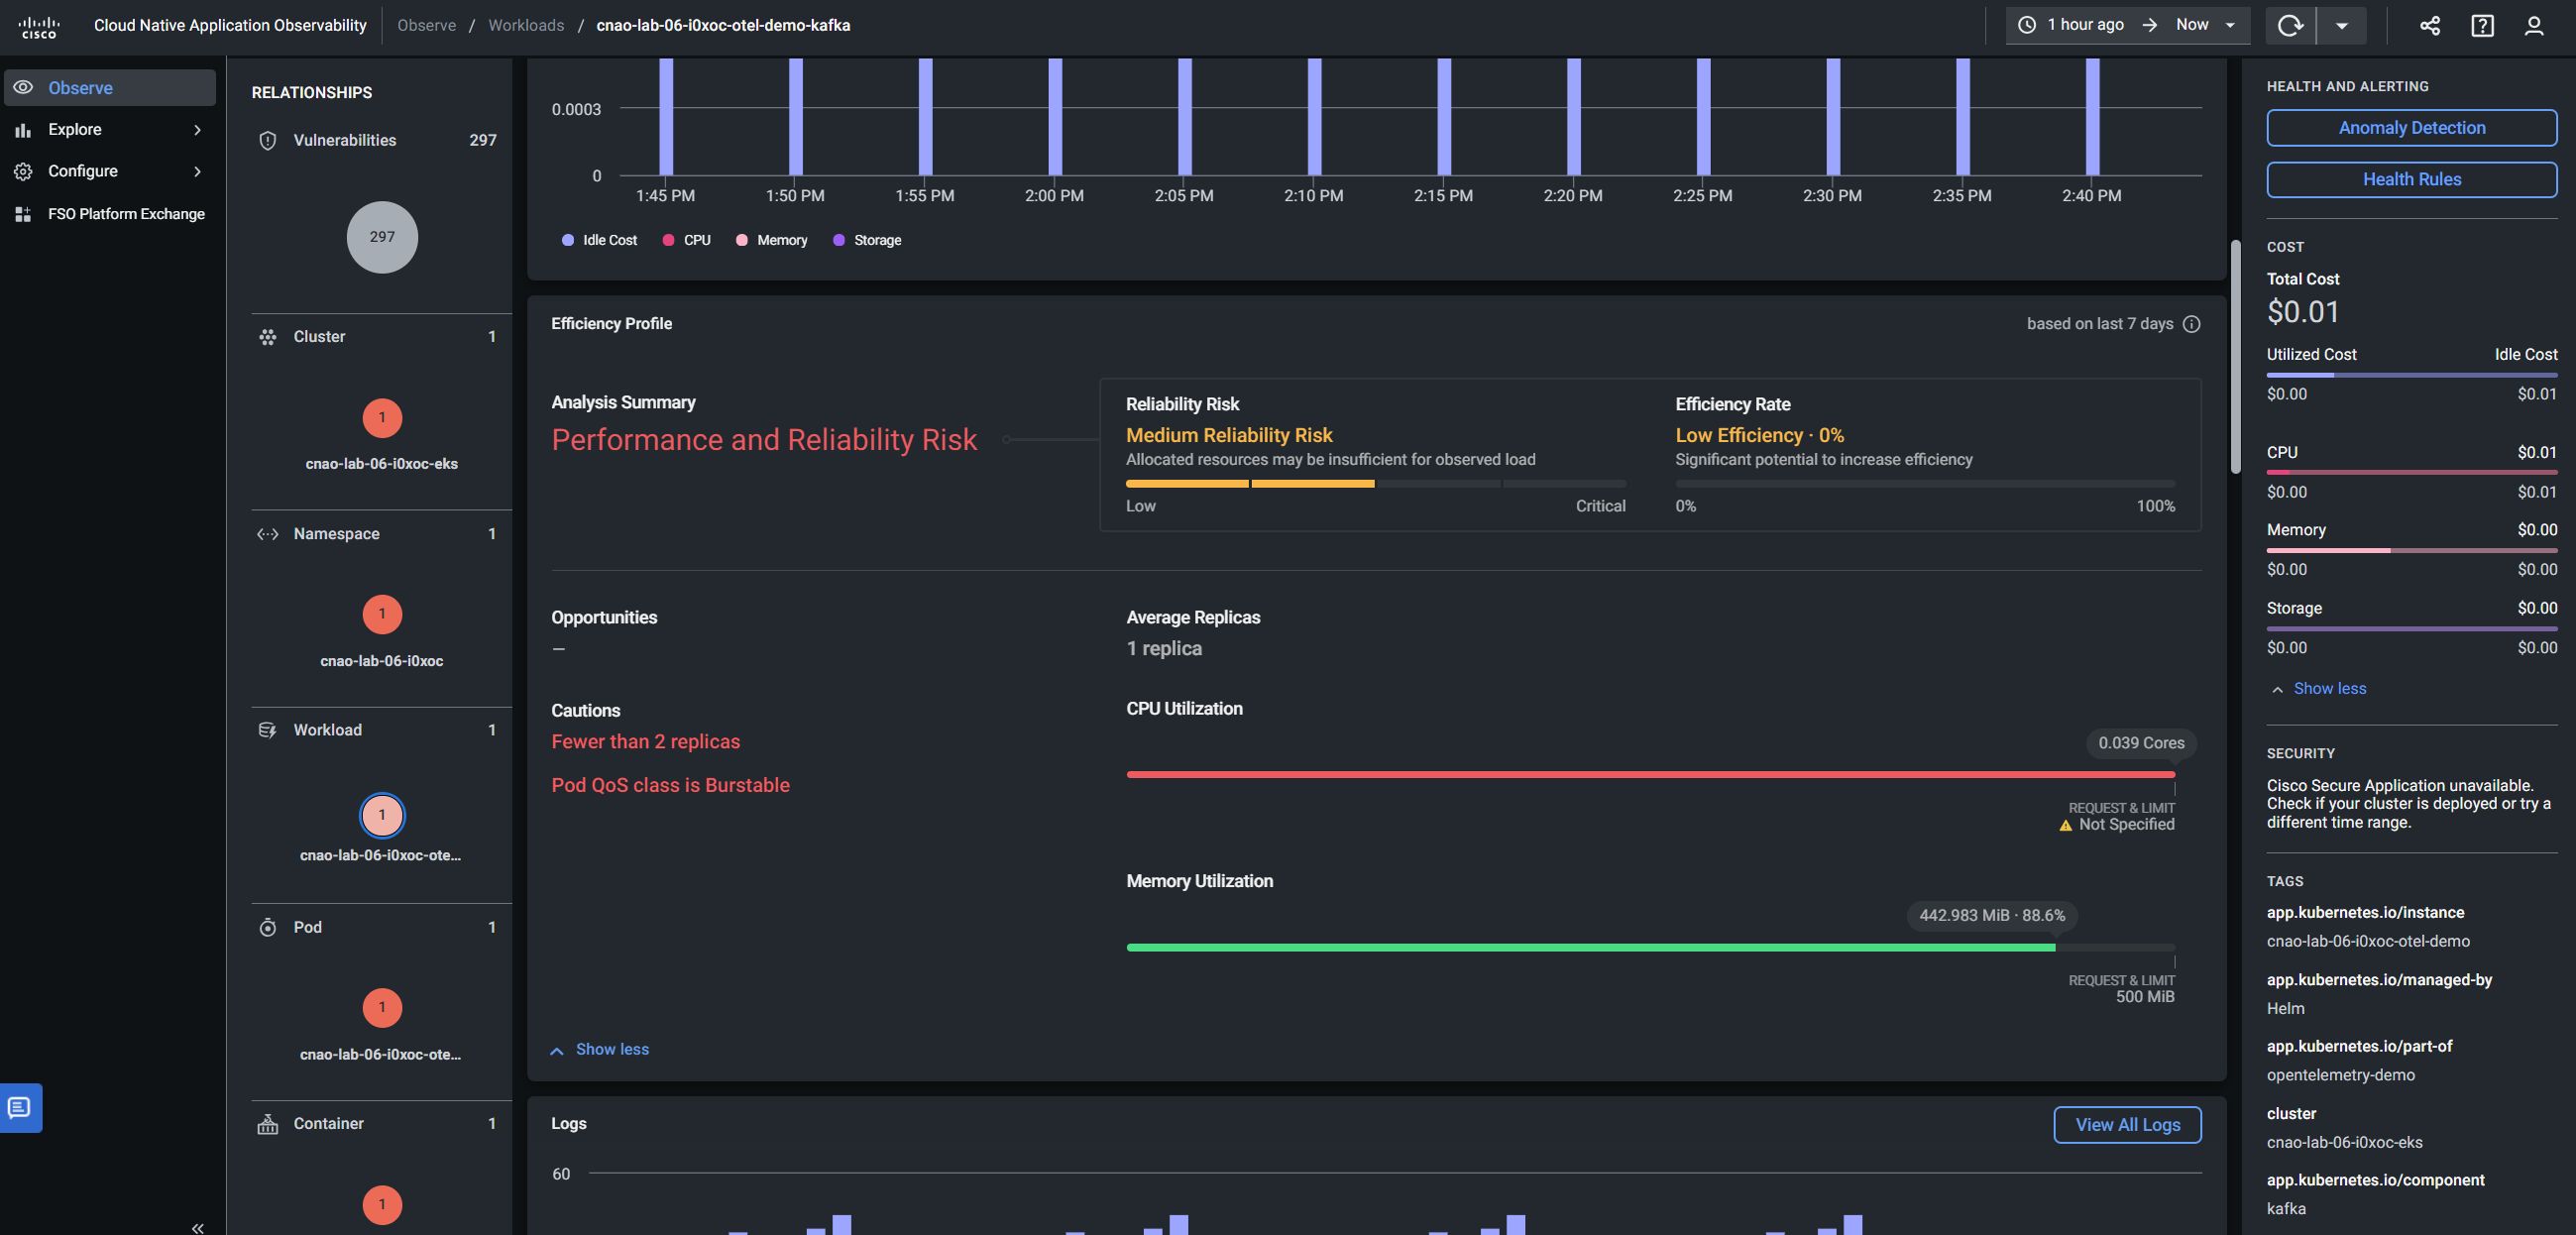 CISCO
Cloud Native Application Observability
Observe / Workloads / cnao-lab-06-i0xoc-otel-demo-kafka
1 hour ago → Now
Observe
Explore
Configure
FSO Platform Exchange
RELATIONSHIPS
Vulnerabilities 297
297
Cluster 1
1
cnao-lab-06-i0xoc-eks
Namespace 1
1
cnao-lab-06-i0xoc
Workload 1
1
cnao-lab-06-i0xoc-ote...
Pod 1
1
cnao-lab-06-i0xoc-ote...
Container 1
1
0.0003
0
1:45 PM 1:50 PM 1:55 PM 2:00 PM 2:05 PM 2:10 PM 2:15 PM 2:20 PM 2:25 PM 2:30 PM 2:35 PM 2:40 PM
Idle Cost CPU Memory Storage
Efficiency Profile
based on last 7 days
Analysis Summary
Performance and Reliability Risk
Reliability Risk
Medium Reliability Risk
Allocated resources may be insufficient for observed load
Low Critical
Efficiency Rate
Low Efficiency · 0%
Significant potential to increase efficiency
0% 100%
Opportunities
–
Cautions
Fewer than 2 replicas
Pod QoS class is Burstable
Average Replicas
1 replica
CPU Utilization
0.039 Cores
REQUEST & LIMIT
Not Specified
Memory Utilization
442.983 MiB · 88.6%
REQUEST & LIMIT
500 MiB
Show less
Logs
View All Logs
60
HEALTH AND ALERTING
Anomaly Detection
Health Rules
COST
Total Cost
$0.01
Utilized Cost Idle Cost
$0.00 $0.01
CPU $0.01
$0.00 $0.01
Memory $0.00
$0.00 $0.00
Storage $0.00
$0.00 $0.00
Show less
SECURITY
Cisco Secure Application unavailable.
Check if your cluster is deployed or try a
different time range.
TAGS
app.kubernetes.io/instance
cnao-lab-06-i0xoc-otel-demo
app.kubernetes.io/managed-by
Helm
app.kubernetes.io/part-of
opentelemetry-demo
cluster
cnao-lab-06-i0xoc-eks
app.kubernetes.io/component
kafka